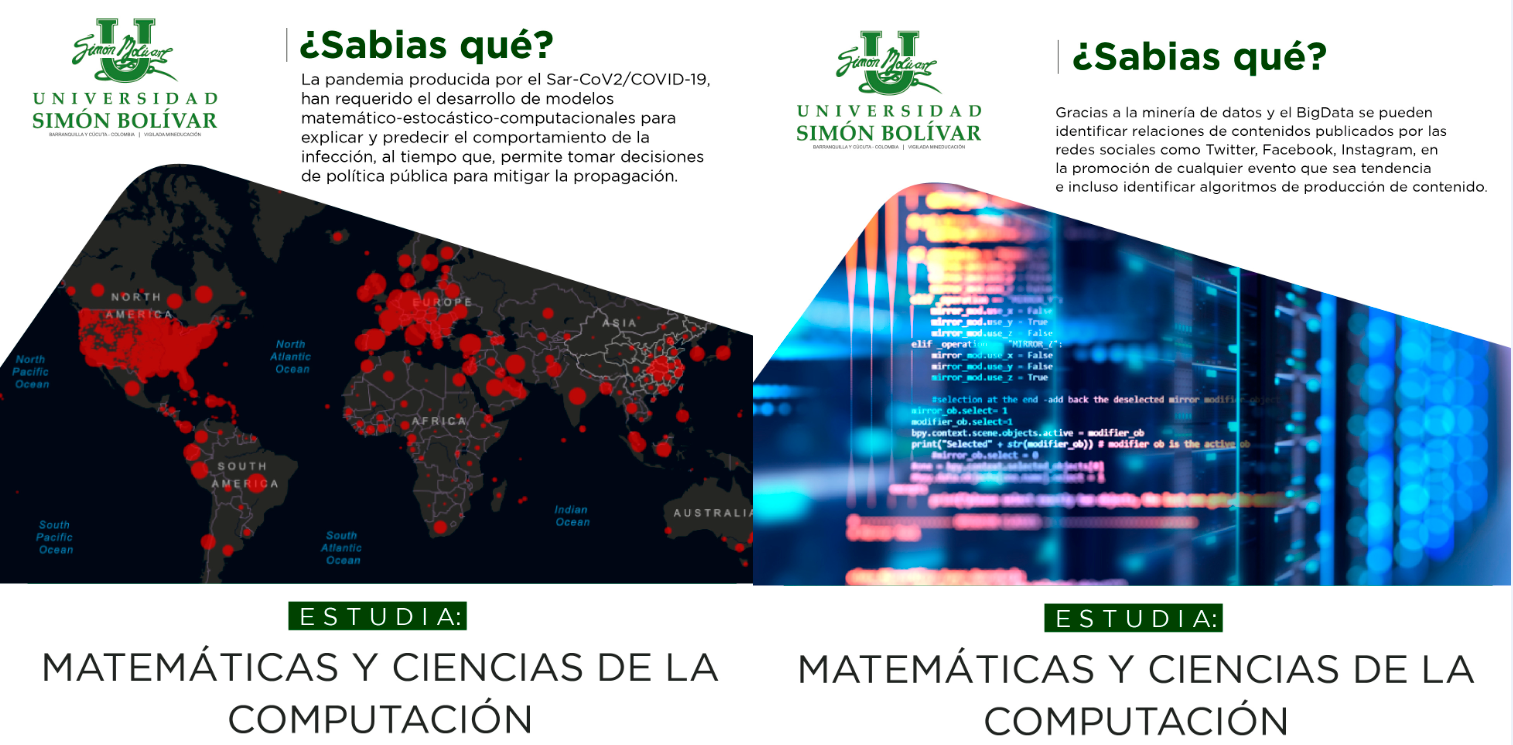 Simón Bolívar
UNIVERSIDAD
SIMÓN BOLÍVAR
BARRANQUILLA Y CÚCUTA - COLOMBIA | VIGILADA MINEDUCACIÓN
¿Sabias qué?
La pandemia producida por el Sar-CoV2/COVID-19,
han requerido el desarrollo de modelos
matemático-estocástico-computacionales para
explicar y predecir el comportamiento de la
infección, al tiempo que, permite tomar decisiones
de política pública para mitigar la propagación.
NORTH
AMERICA
EUROPE
ASIA
North
Pacific
Ocean
North
Atlantic
Ocean
AFRICA
SOUTH
AMERICA
AUSTRALIA
South
Pacific
Ocean
South
Atlantic
Ocean
Indian
Ocean
ESTUDIA:
MATEMÁTICAS Y CIENCIAS DE LA
COMPUTACIÓN
Simón Bolívar
UNIVERSIDAD
SIMÓN BOLÍVAR
BARRANQUILLA Y CÚCUTA - COLOMBIA | VIGILADA MINEDUCACIÓN
¿Sabias qué?
Gracias a la minería de datos y el BigData se pueden
identificar relaciones de contenidos publicados por las
redes sociales como Twitter, Facebook, Instagram, en
la promoción de cualquier evento que sea tendencia
e incluso identificar algoritmos de producción de contenido.
elif _operation == "MIRROR_Y":
mirror_mod.use_x = False
mirror_mod.use_y = True
mirror_mod.use_z = False
elif _operation "MIRROR_Z":
mirror_mod.use_x = False
mirror_mod.use_y = False
mirror_mod.use_z = True
#selection at the end -add back the deselected mirror modifier object
mirror_ob.select= 1
modifier_ob.select=1
bpy.context.scene.objects.active = modifier_ob
print("Selected" + str(modifier_ob)) # modifier ob is the active ob
#mirror_ob.select = 0
= bpy.context.selected_objects[0]
ESTUDIA:
MATEMÁTICAS Y CIENCIAS DE LA
COMPUTACIÓN